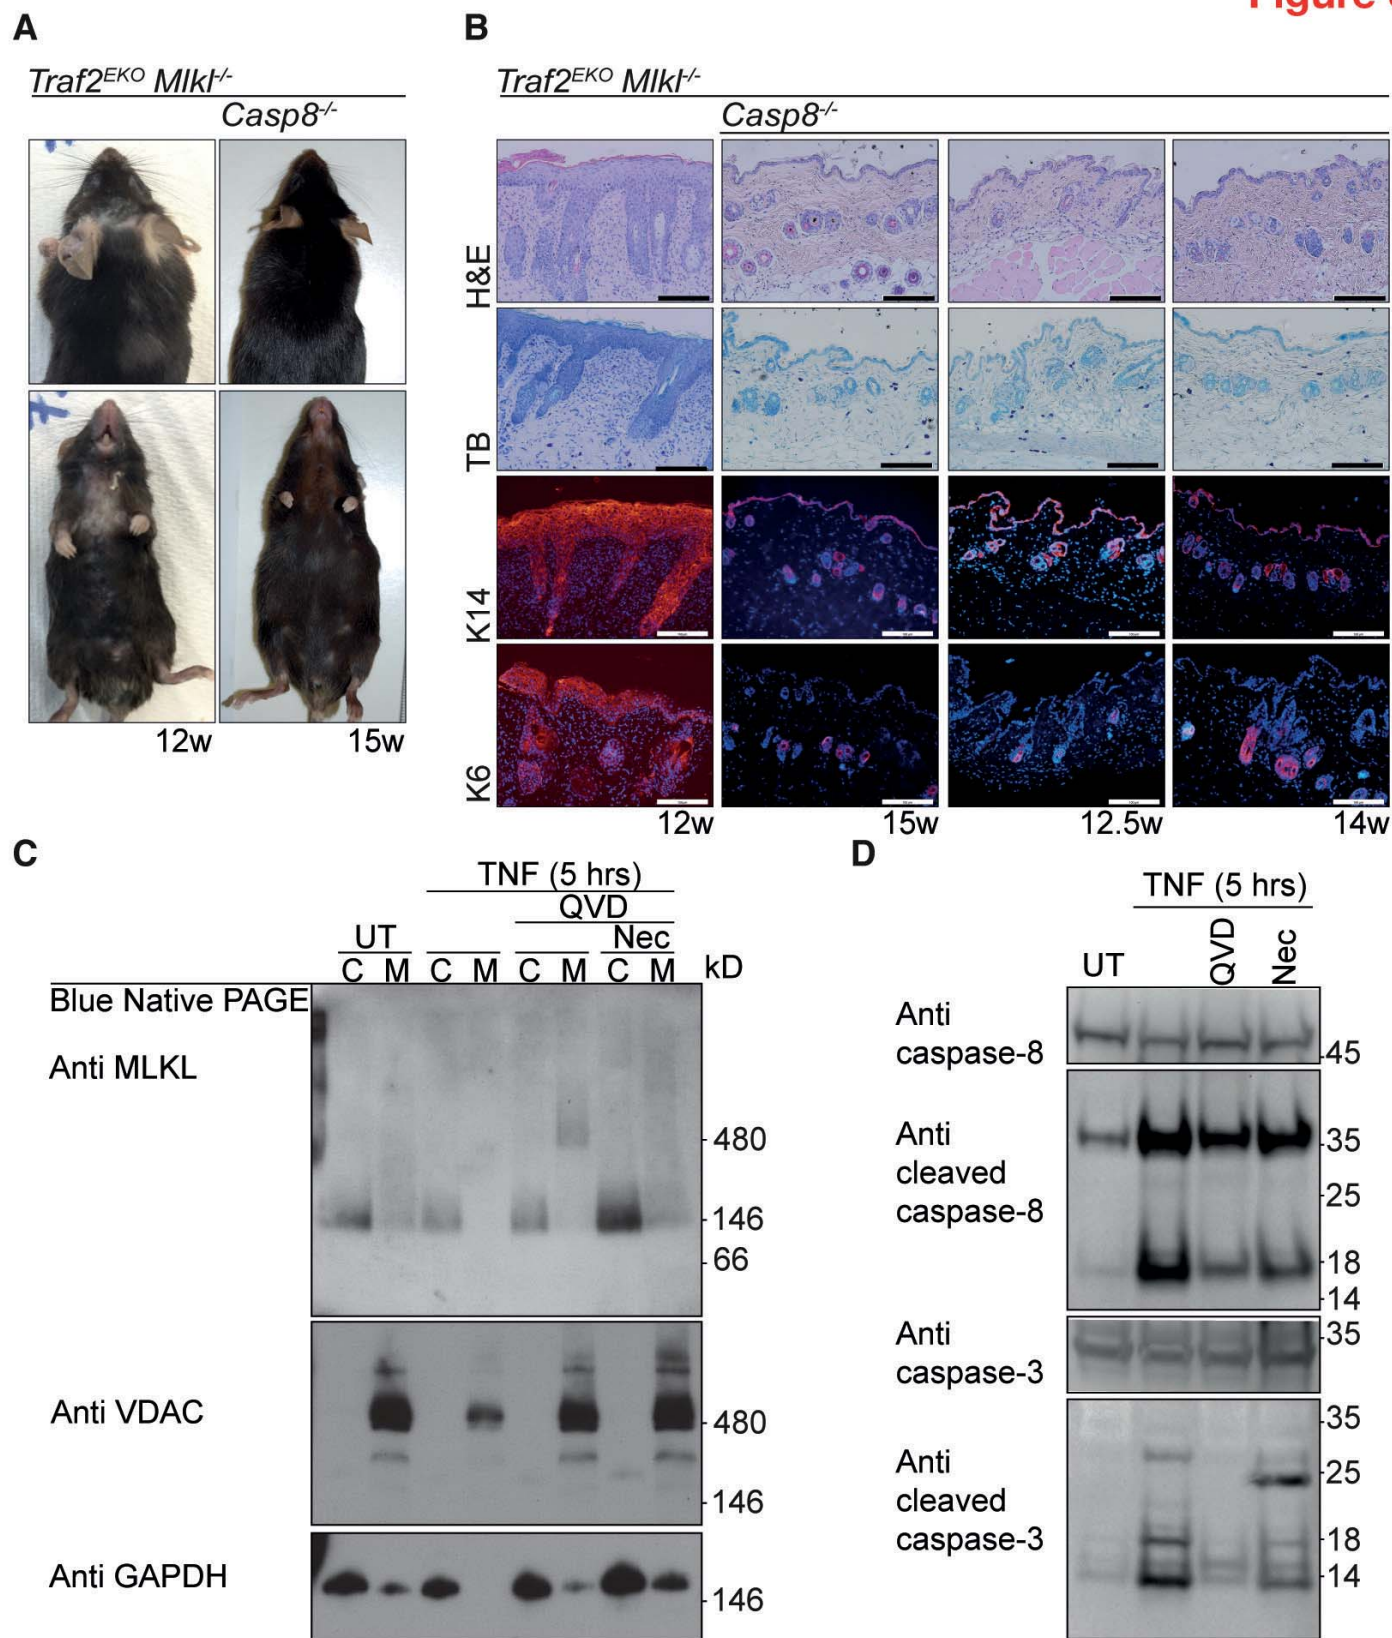 Figure
A
B
Traf2EKO Mlkl-/-
Casp8-/-
Traf2EKO Mlkl-/-
Casp8-/-
H&E
TB
K14
K6
12w
15w
12w
15w
12.5w
14w
C
TNF (5 hrs)
QVD
UT
Nec
C M C M C M C M kD
Blue Native PAGE
Anti MLKL
480
146
66
Anti VDAC
480
146
Anti GAPDH
146
D
TNF (5 hrs)
UT
QVD
Nec
Anti
caspase-8
45
Anti
cleaved
caspase-8
35
25
18
14
Anti
caspase-3
35
Anti
cleaved
caspase-3
35
25
18
14